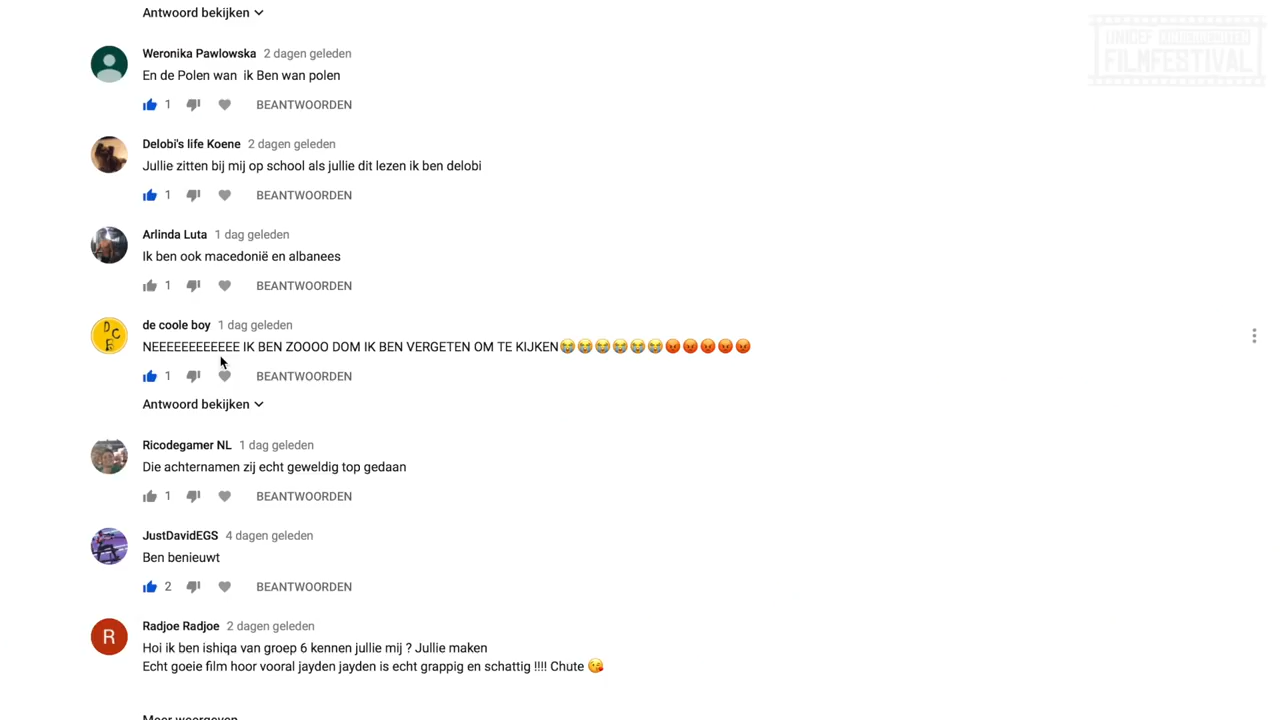 Antwoord bekijken
UNICEF KINDERRECHTEN
FILMFESTIVAL
Weronika Pawlowska 2 dagen geleden
En de Polen wan ik Ben wan polen
1 BEANTWOORDEN
Delobi's life Koene 2 dagen geleden
Jullie zitten bij mij op school als jullie dit lezen ik ben delobi
1 BEANTWOORDEN
Arlinda Luta 1 dag geleden
Ik ben ook macedonië en albanees
1 BEANTWOORDEN
D
C
B
de coole boy 1 dag geleden
NEEEEEEEEEEEE IK BEN ZOOOO DOM IK BEN VERGETEN OM TE KIJKEN😭😭😭😭😭😭😡😡😡😡😡
1 BEANTWOORDEN
Antwoord bekijken
Ricodegamer NL 1 dag geleden
Die achternamen zij echt geweldig top gedaan
1 BEANTWOORDEN
JustDavidEGS 4 dagen geleden
Ben benieuwt
2 BEANTWOORDEN
R
Radjoe Radjoe 2 dagen geleden
Hoi ik ben ishiqa van groep 6 kennen jullie mij ? Jullie maken
Echt goeie film hoor vooral jayden jayden is echt grappig en schattig !!!! Chute 😘
Meer weergeven